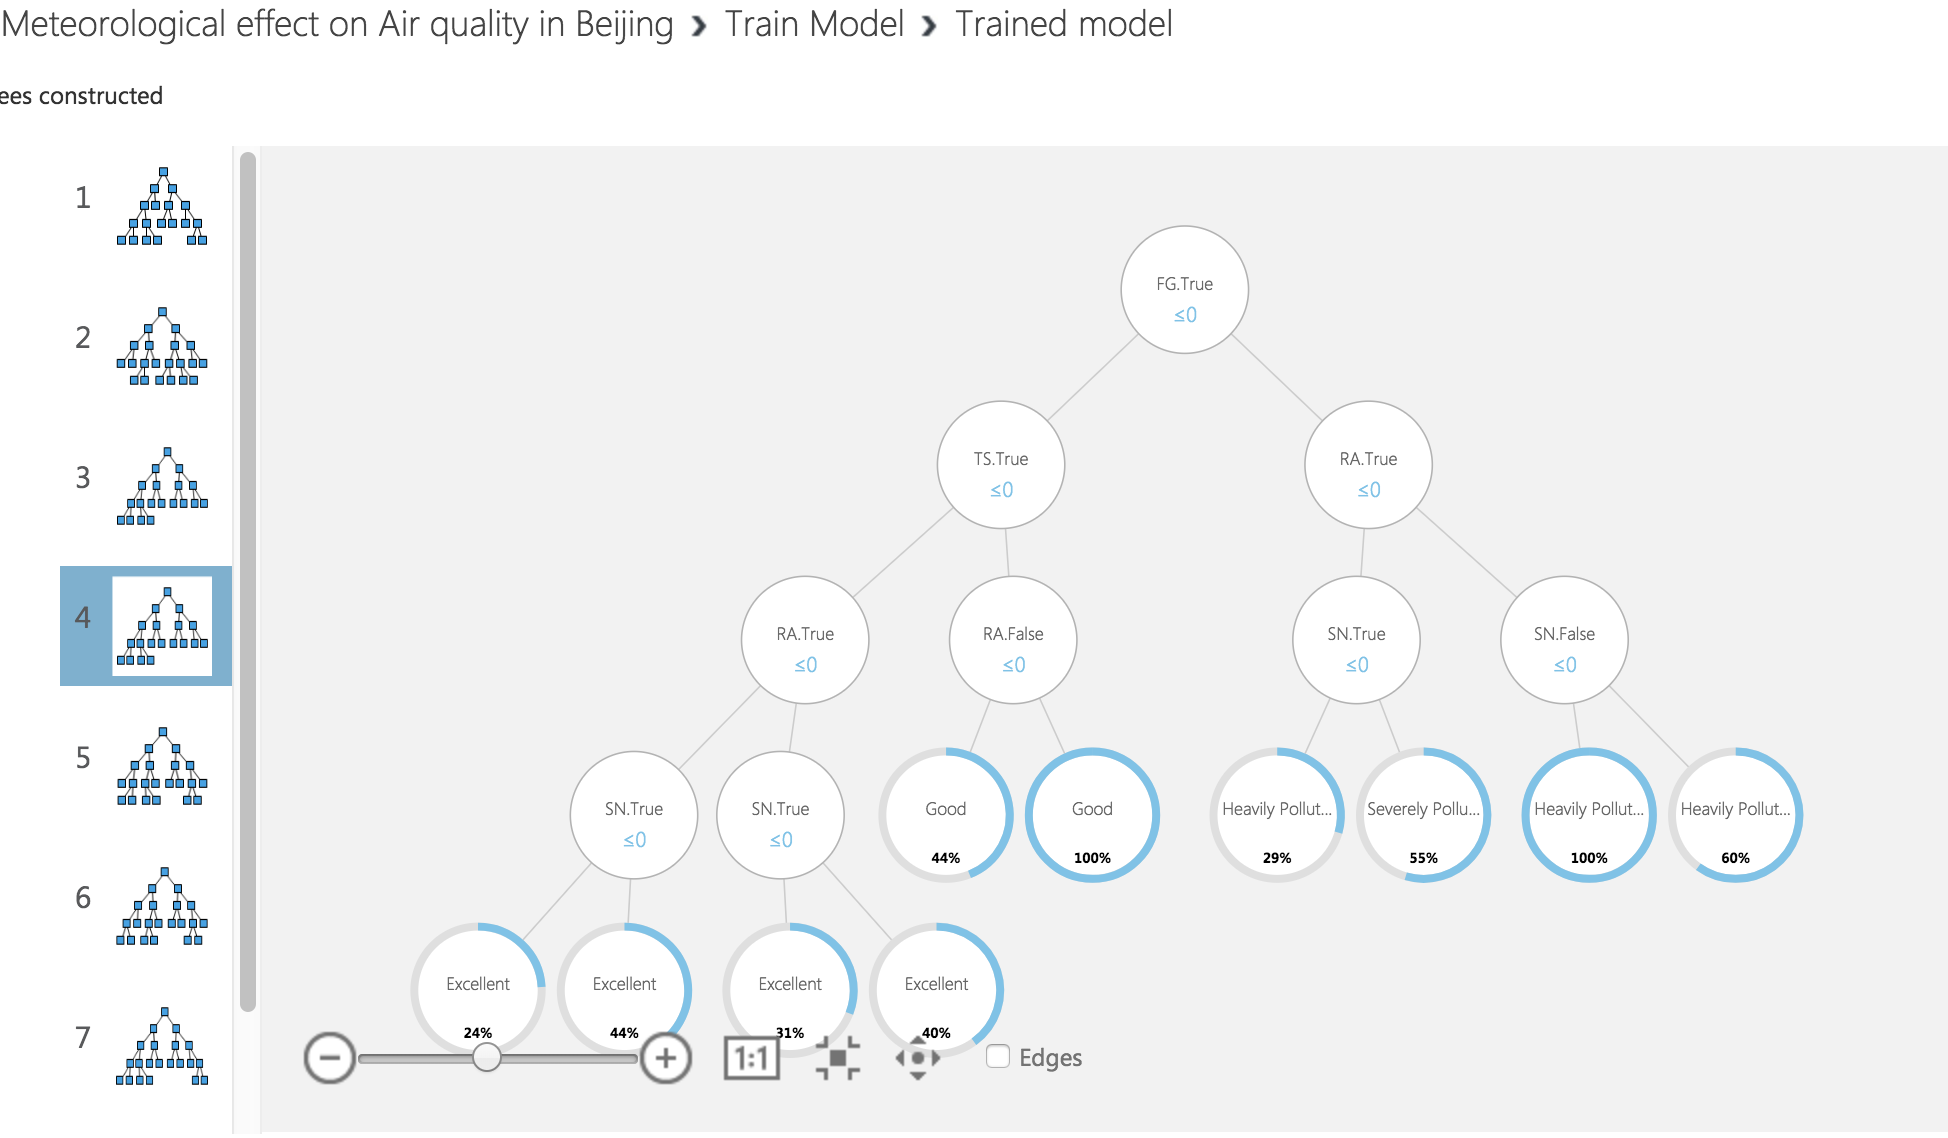 Meteorological effect on Air quality in Beijing › Train Model › Trained model
ees constructed
1
2
3
4
5
6
7
FG.True
≤0
TS.True
≤0
RA.True
≤0
RA.True
≤0
RA.False
≤0
SN.True
≤0
SN.False
≤0
SN.True
≤0
SN.True
≤0
Good
44%
Good
100%
Heavily Pollut...
29%
Severely Pollu...
55%
Heavily Pollut...
100%
Heavily Pollut...
60%
Excellent
24%
Excellent
44%
Excellent
31%
Excellent
40%
1:1
Edges